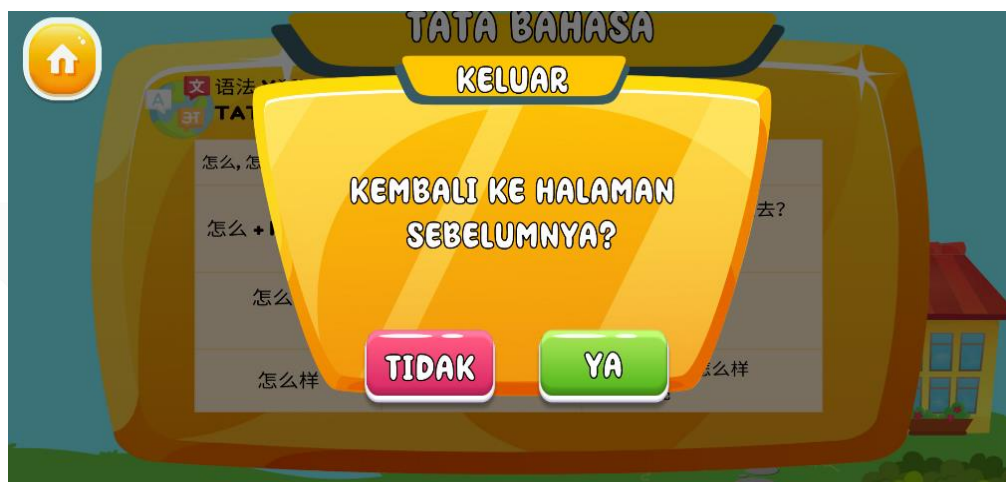 TATA BAHASA
KELUAR
语法
怎么, 怎
KEMBALI KE HALAMAN
SEBELUMNYA?
去?
怎么 +
怎么
怎么样
TIDAK
YA
怎么样